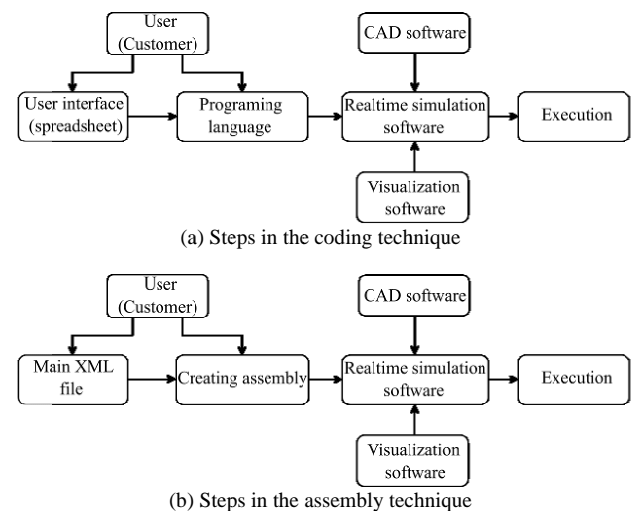 User
(Customer)
CAD software
User interface
(spreadsheet)
Programing
language
Realtime simulation
software
Execution
Visualization
software
(a) Steps in the coding technique
User
(Customer)
CAD software
Main XML
file
Creating assembly
Realtime simulation
software
Execution
Visualization
software
(b) Steps in the assembly technique